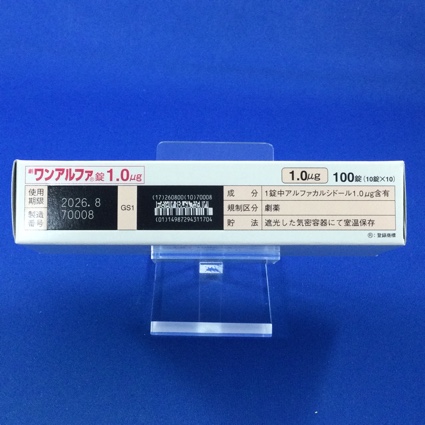 劇 ワンアルファ®錠1.0μg
1.0μg 100錠(10錠×10)
使用期限 2026.8
製造番号 70008
GS1
(17)260800(10)70008
(01)14987294311704
成分 1錠中アルファカルシドール1.0μg含有
規制区分 劇薬
貯法 遮光した気密容器にて室温保存
®:登録商標